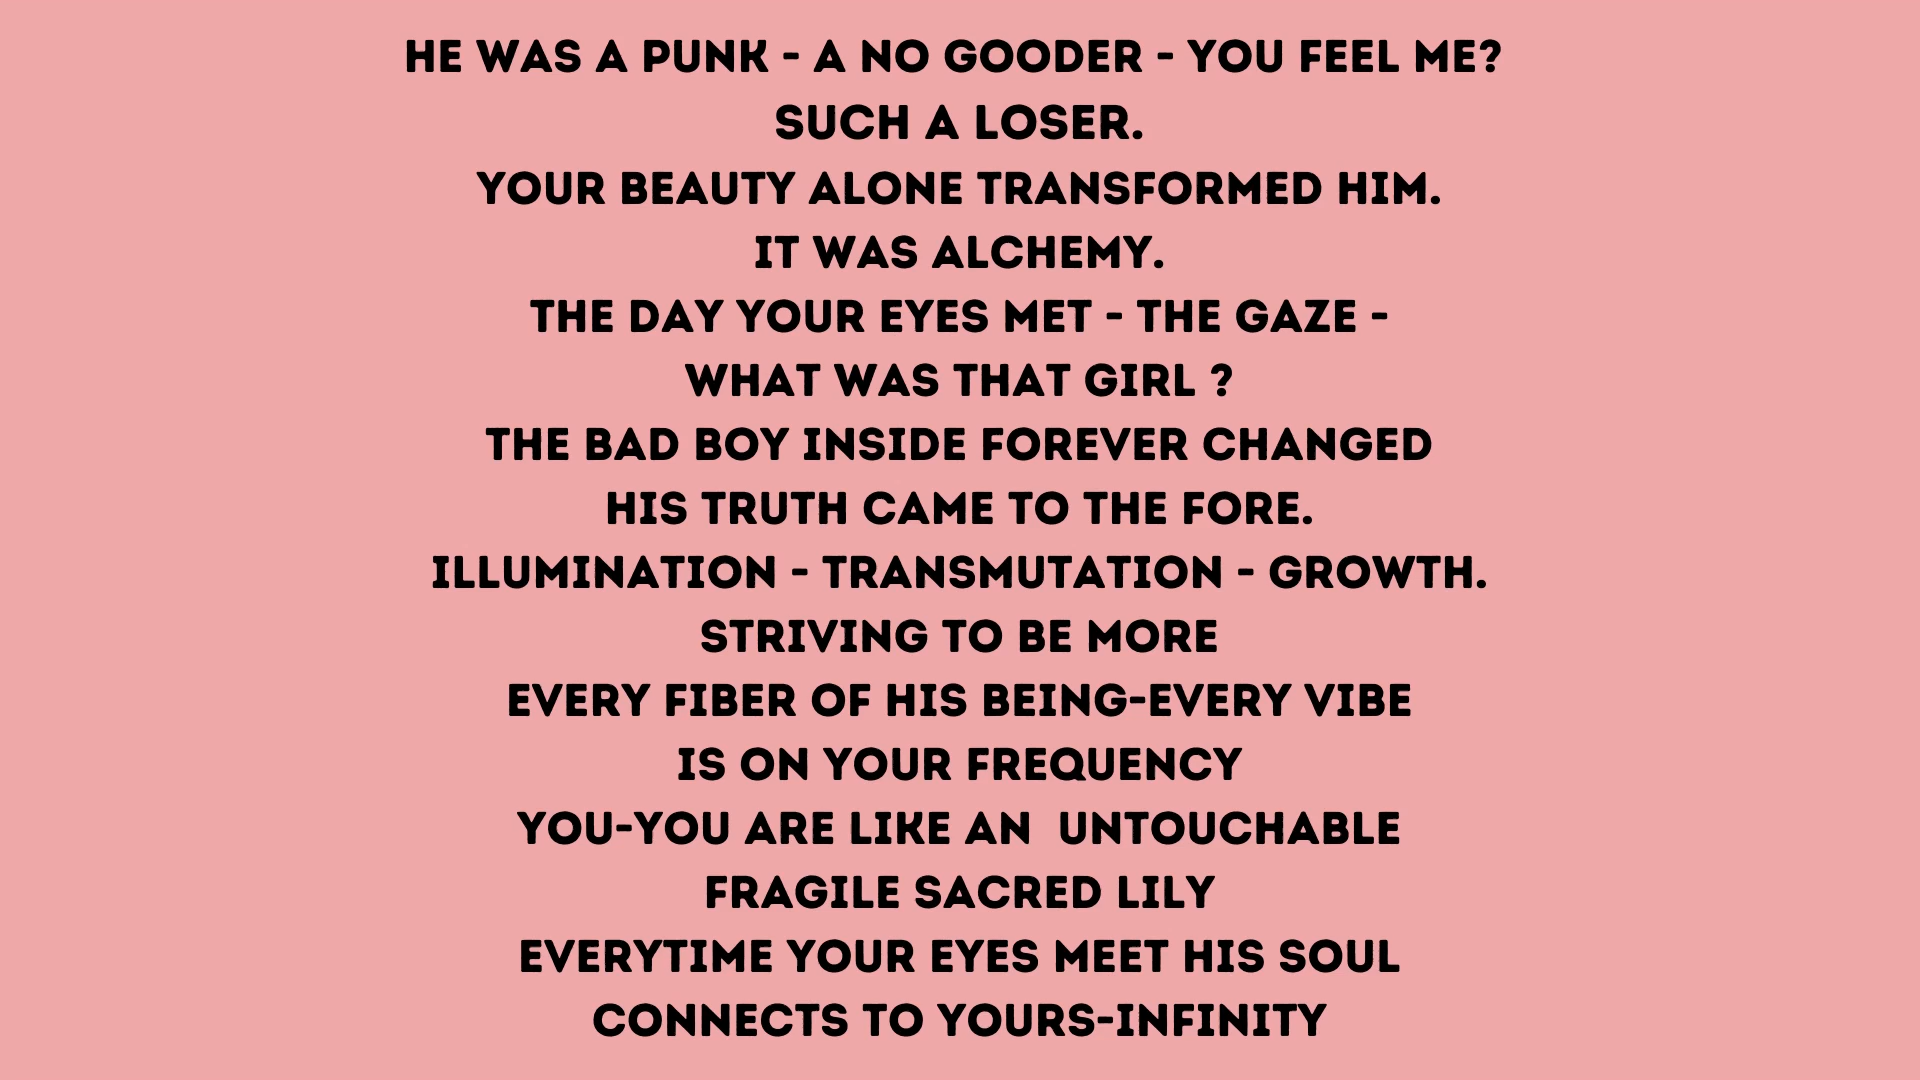 HE WAS A PUNK - A NO GOODER - YOU FEEL ME?
SUCH A LOSER.
YOUR BEAUTY ALONE TRANSFORMED HIM.
IT WAS ALCHEMY.
THE DAY YOUR EYES MET - THE GAZE -
WHAT WAS THAT GIRL ?
THE BAD BOY INSIDE FOREVER CHANGED
HIS TRUTH CAME TO THE FORE.
ILLUMINATION - TRANSMUTATION - GROWTH.
STRIVING TO BE MORE
EVERY FIBER OF HIS BEING-EVERY VIBE
IS ON YOUR FREQUENCY
YOU-YOU ARE LIKE AN  UNTOUCHABLE
FRAGILE SACRED LILY
EVERYTIME YOUR EYES MEET HIS SOUL
CONNECTS TO YOURS-INFINITY